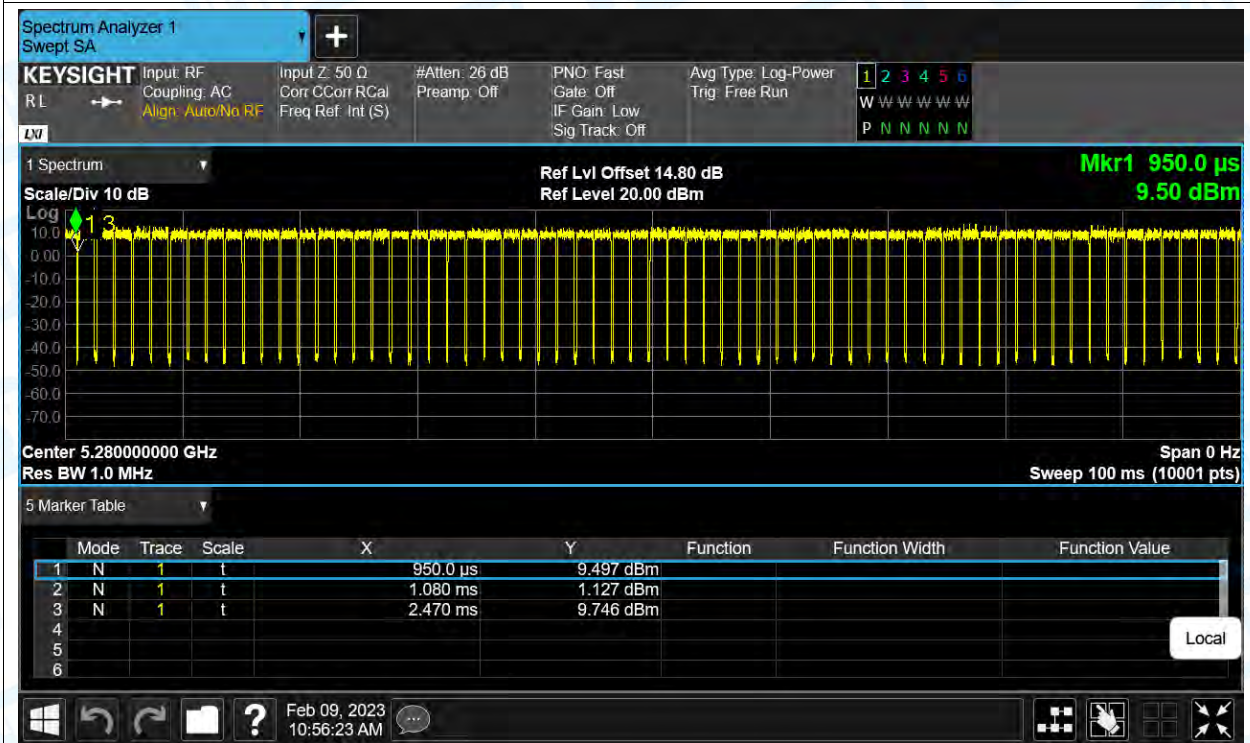 Spectrum Analyzer 1
Swept SA
+
KEYSIGHT Input: RF Input Z: 50 Ω #Atten: 26 dB PNO: Fast Avg Type: Log-Power 1 2 3 4 5 6
RL Coupling: AC Corr CCorr RCal Preamp: Off Gate: Off Trig: Free Run W W W W W W
Align: Auto/No RF Freq Ref: Int (S) IF Gain: Low
LXI Sig Track: Off P N N N N N
1 Spectrum Ref Lvl Offset 14.80 dB Mkr1 950.0 µs
Scale/Div 10 dB Ref Level 20.00 dBm 9.50 dBm
Log
1 3
10.0
0.00
-10.0
-20.0
-30.0
-40.0
-50.0
-60.0
-70.0
Center 5.280000000 GHz Span 0 Hz
Res BW 1.0 MHz Sweep 100 ms (10001 pts)
5 Marker Table
Mode Trace Scale X Y Function Function Width Function Value
1 N 1 t 950.0 µs 9.497 dBm
2 N 1 t 1.080 ms 1.127 dBm
3 N 1 t 2.470 ms 9.746 dBm
4
5
6
Local
? Feb 09, 2023
10:56:23 AM